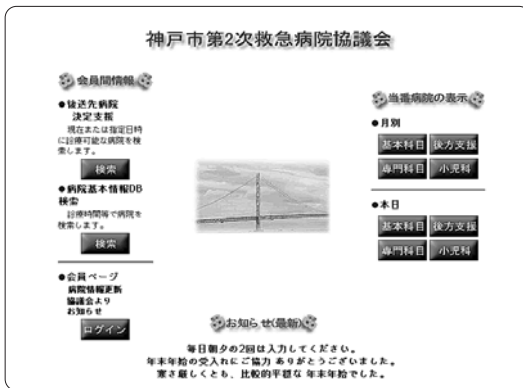 神戸市第2次救急病院協議会
会員間情報
●後送先病院
決定支援
現在または指定日時
に診療可能な病院を検
索します。
検索
●病院基本情報DB
検索
診療時間等で病院を
検索します。
検索
●会員ページ
病院情報更新
協議会より
お知らせ
ログイン
当番病院の表示
●月別
基本科目 後方支援
専門科目 小児科
●本日
基本科目 後方支援
専門科目 小児科
お知らせ(最新)
毎日朝夕の2回は入力してください。
年末年始の受入れにご協力 ありがとうございました。
寒さ厳しくとも、比較的平穏な 年末年始でした。